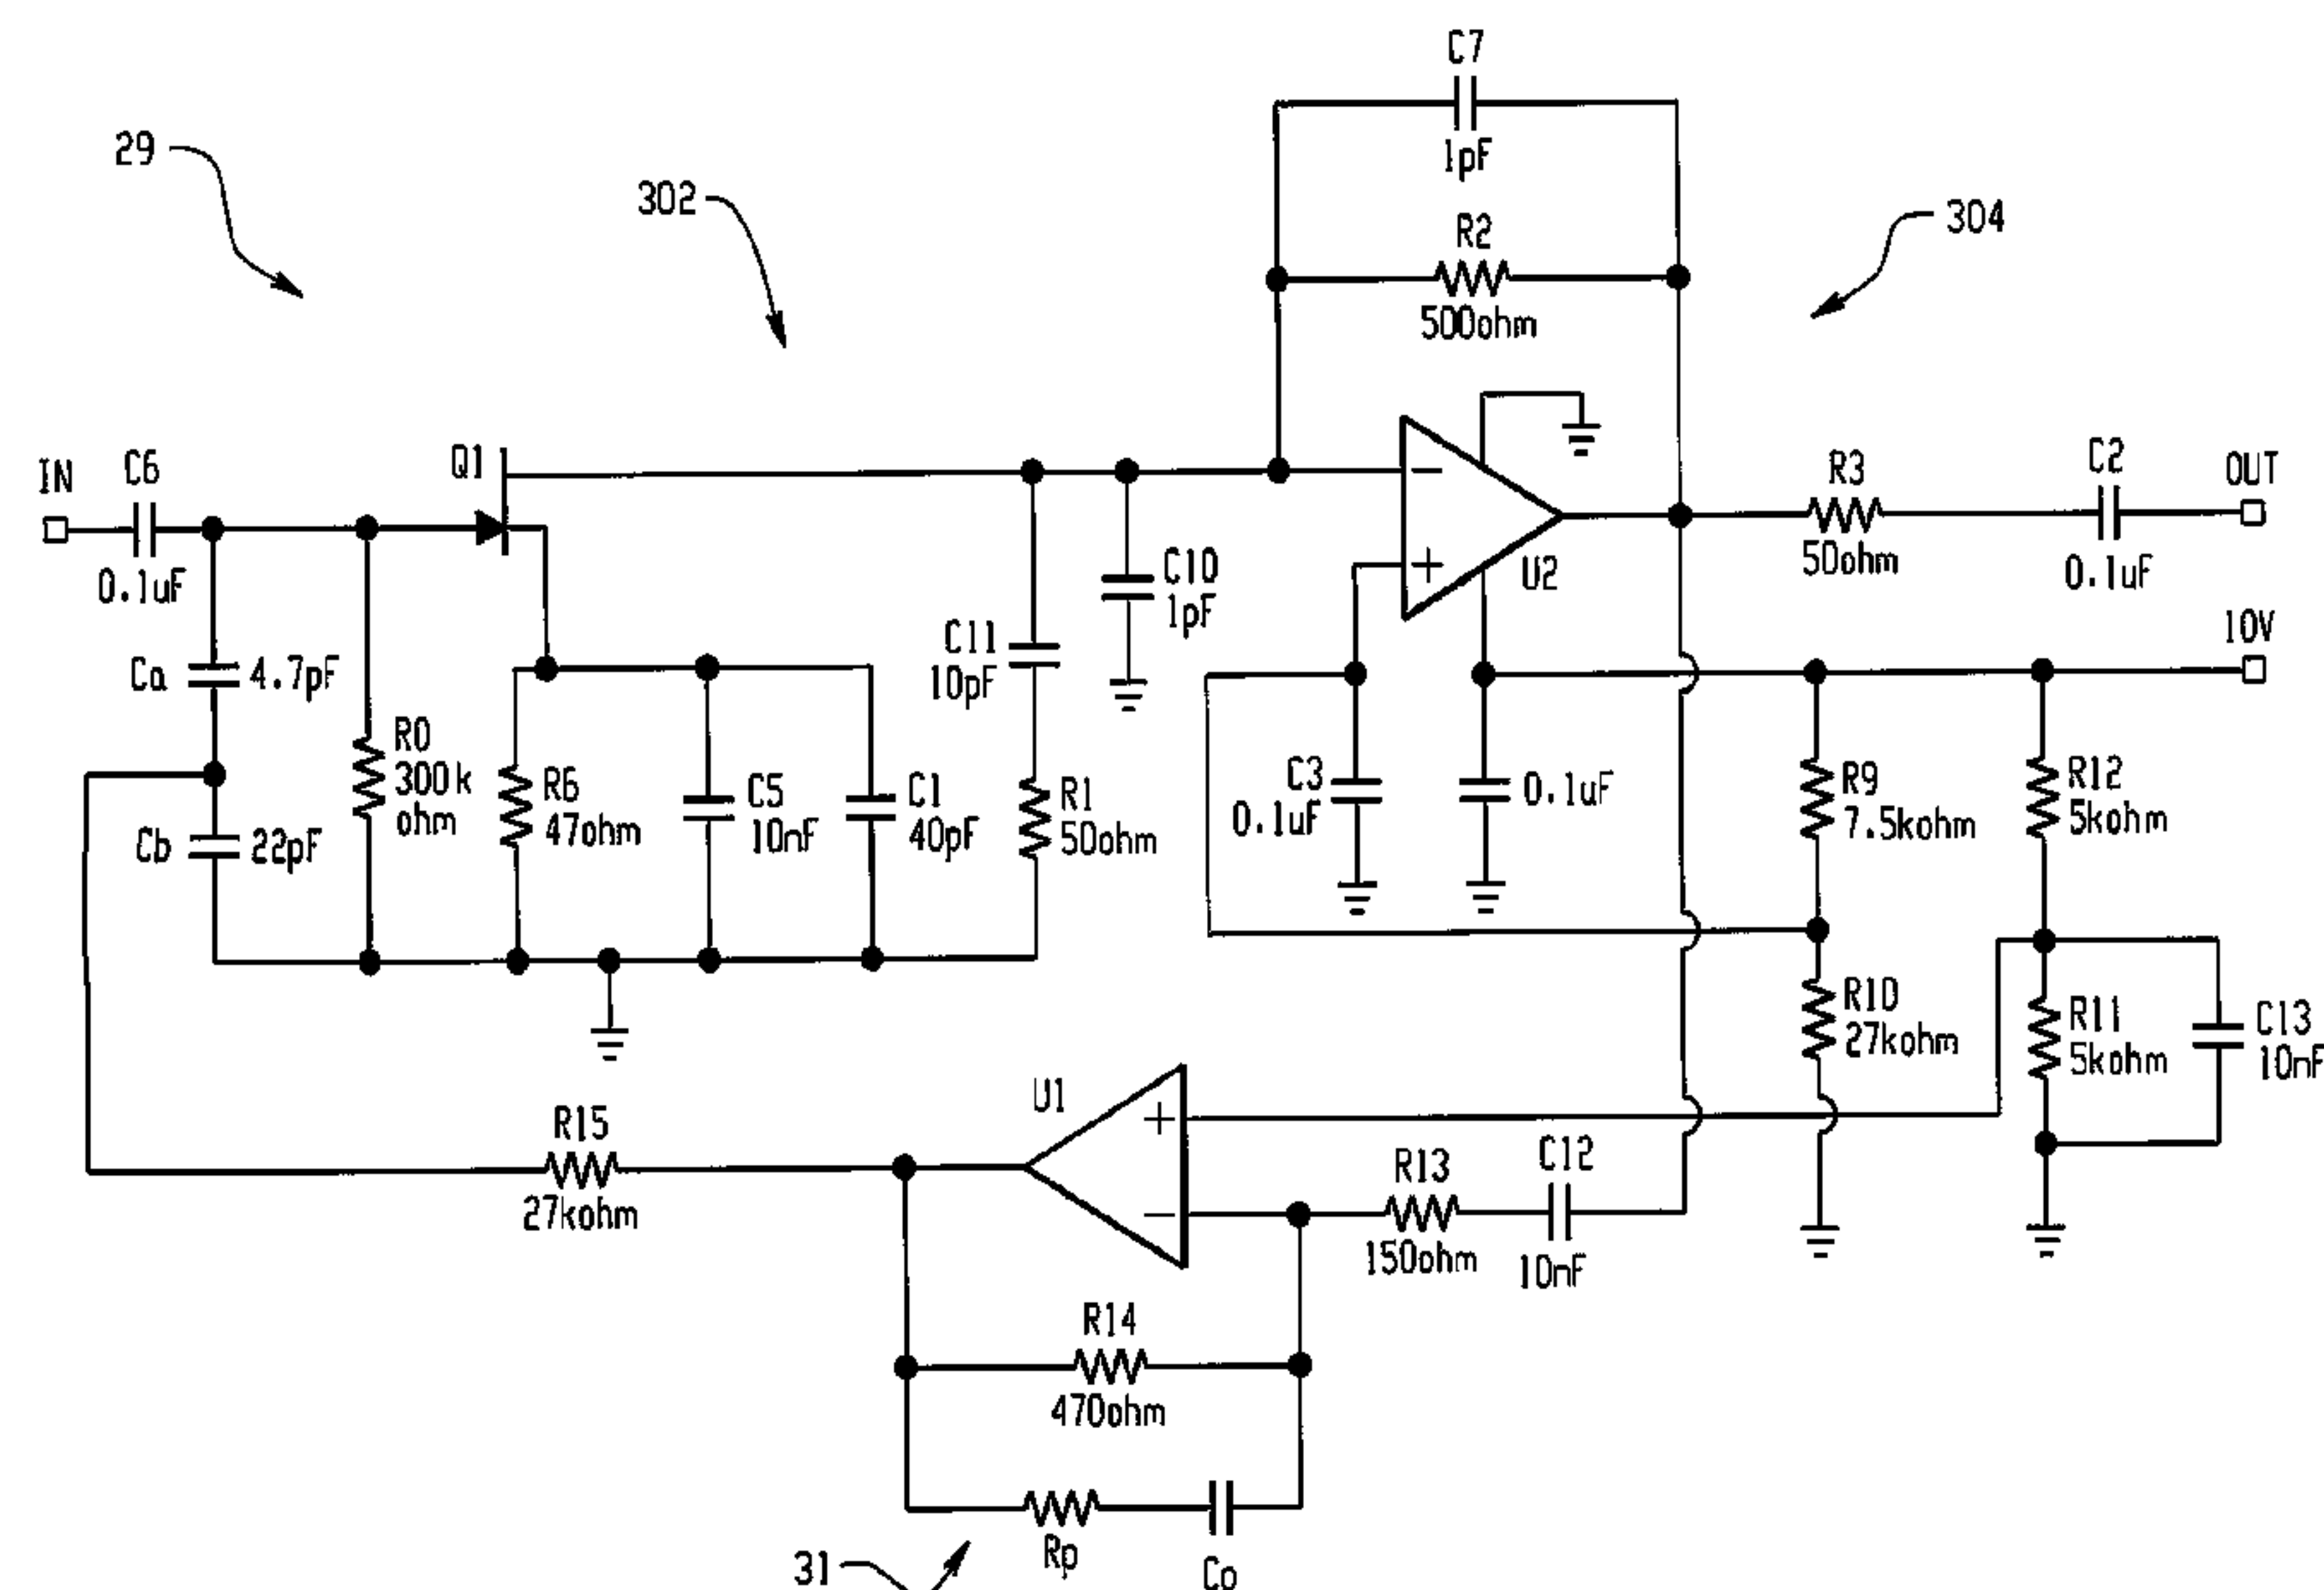 C7
1pF
29
302
R2
500ohm
304
IN
C6
0.1uF
Q1
R3
50ohm
C2
0.1uF
OUT
U2
10V
C10
1pF
C11
10pF
Ca
4.7pF
R0
300k
ohm
R6
47ohm
C5
10nF
C1
40pF
R1
50ohm
C3
0.1uF
0.1uF
R9
7.5kohm
R12
5kohm
Cb
22pF
R10
27kohm
R11
5kohm
C13
10nF
U1
R15
27kohm
R13
150ohm
C12
10nF
R14
470ohm
Rp
Co
31